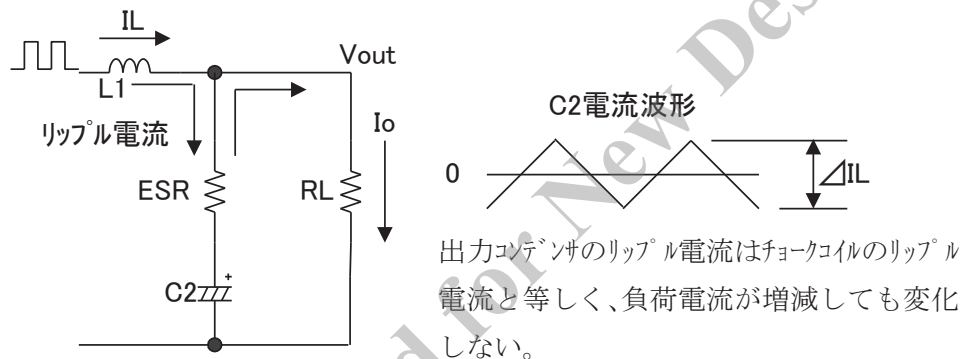 IL
Vout
L1
リップル電流
Io
ESR
RL
C2
+
C2電流波形
0
⊿IL
出力コンデンサのリップル電流はチョークコイルのリップル
電流と等しく、負荷電流が増減しても変化
しない。
d for New Des